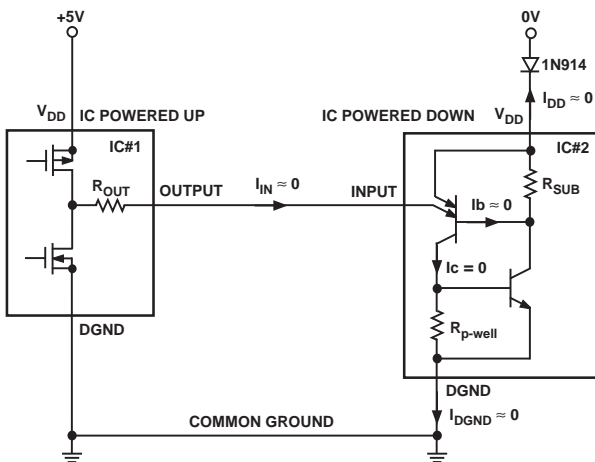 +5V
0V
1N914
V_DD
IC POWERED UP
IC POWERED DOWN
V_DD
I_DD ≈ 0
IC#1
IC#2
R_OUT
OUTPUT
I_IN ≈ 0
INPUT
Ib ≈ 0
R_SUB
Ic = 0
R_p-well
DGND
DGND
COMMON GROUND
I_DGND ≈ 0